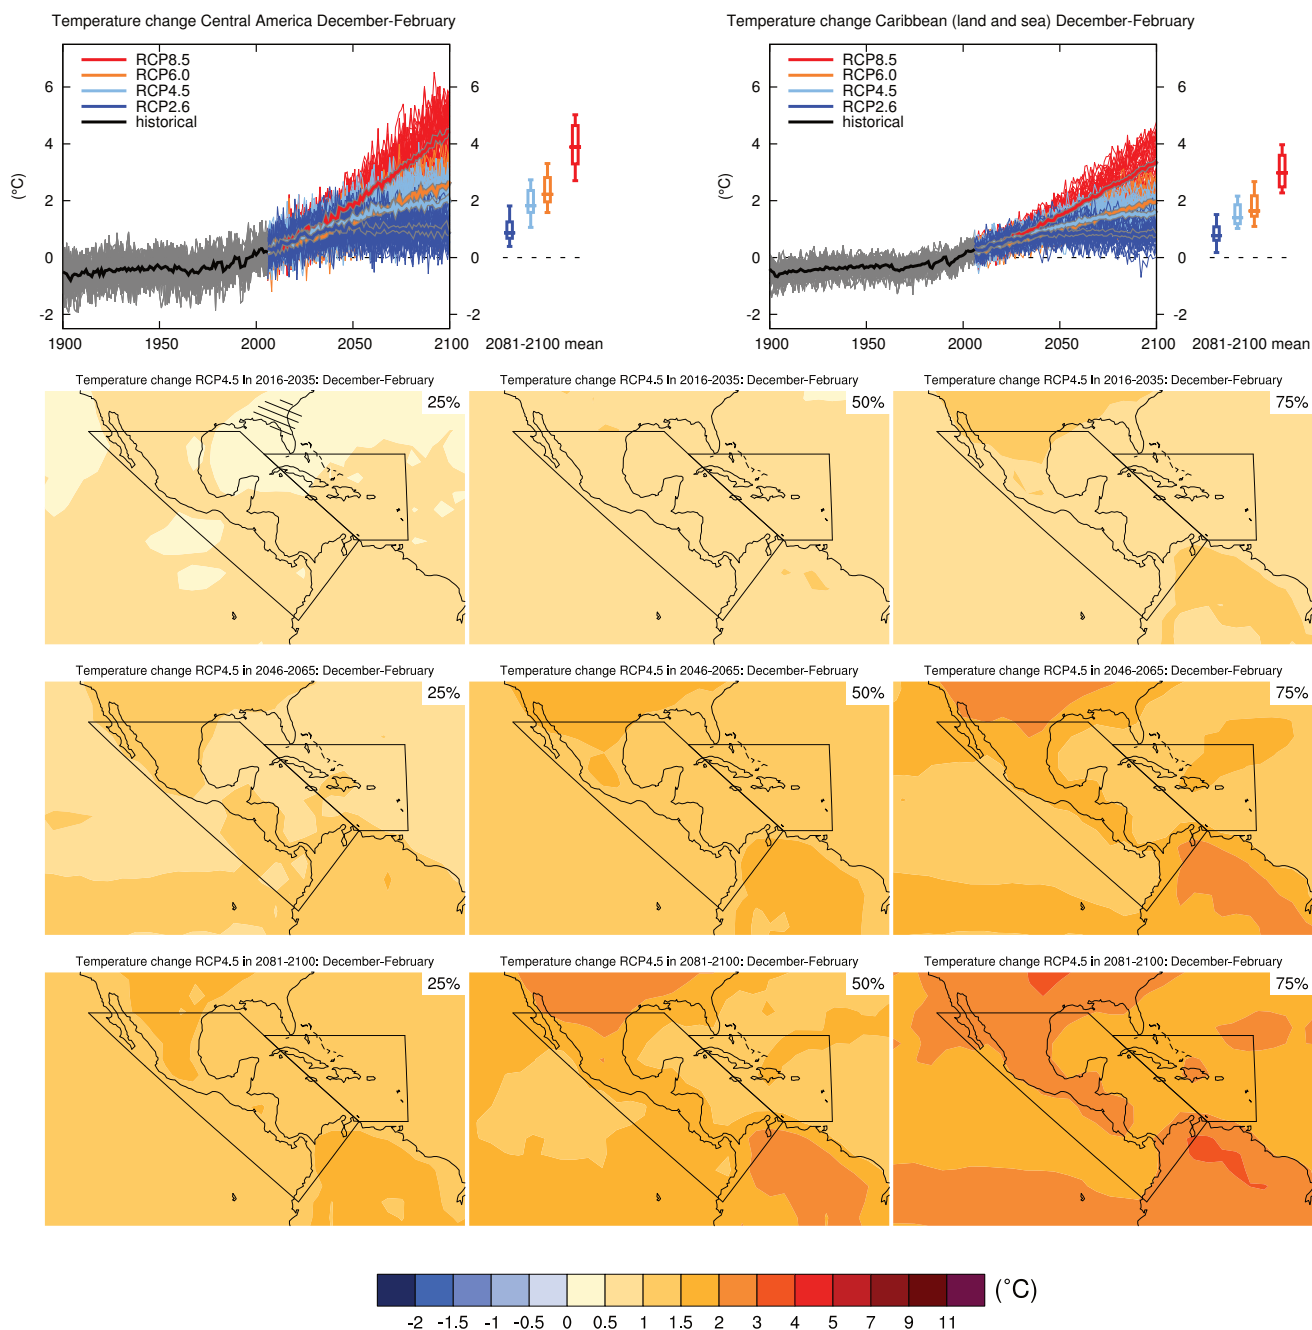 Temperature change Central America December-February
Temperature change Caribbean (land and sea) December-February
RCP8.5
RCP6.0
RCP4.5
RCP2.6
historical
(°C)
6
4
2
0
-2
6
4
2
0
-2
1900
1950
2000
2050
2100
2081-2100 mean
RCP8.5
RCP6.0
RCP4.5
RCP2.6
historical
(°C)
6
4
2
0
-2
6
4
2
0
-2
1900
1950
2000
2050
2100
2081-2100 mean
Temperature change RCP4.5 in 2016-2035: December-February
25%
Temperature change RCP4.5 in 2016-2035: December-February
50%
Temperature change RCP4.5 in 2016-2035: December-February
75%
Temperature change RCP4.5 in 2046-2065: December-February
25%
Temperature change RCP4.5 in 2046-2065: December-February
50%
Temperature change RCP4.5 in 2046-2065: December-February
75%
Temperature change RCP4.5 in 2081-2100: December-February
25%
Temperature change RCP4.5 in 2081-2100: December-February
50%
Temperature change RCP4.5 in 2081-2100: December-February
75%
(°C)
-2 -1.5 -1 -0.5 0 0.5 1 1.5 2 3 4 5 7 9 11